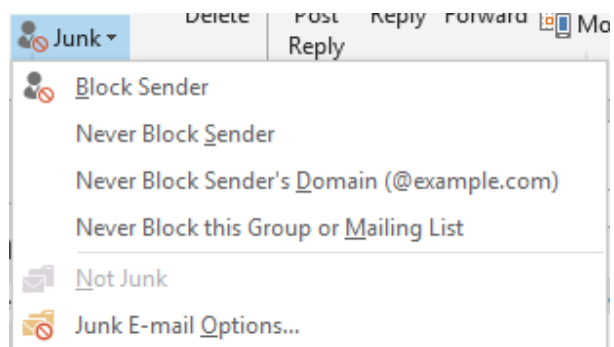 Delete Post Reply Forward
Junk Reply Mo
Block Sender
Never Block Sender
Never Block Sender's Domain (@example.com)
Never Block this Group or Mailing List
Not Junk
Junk E-mail Options...